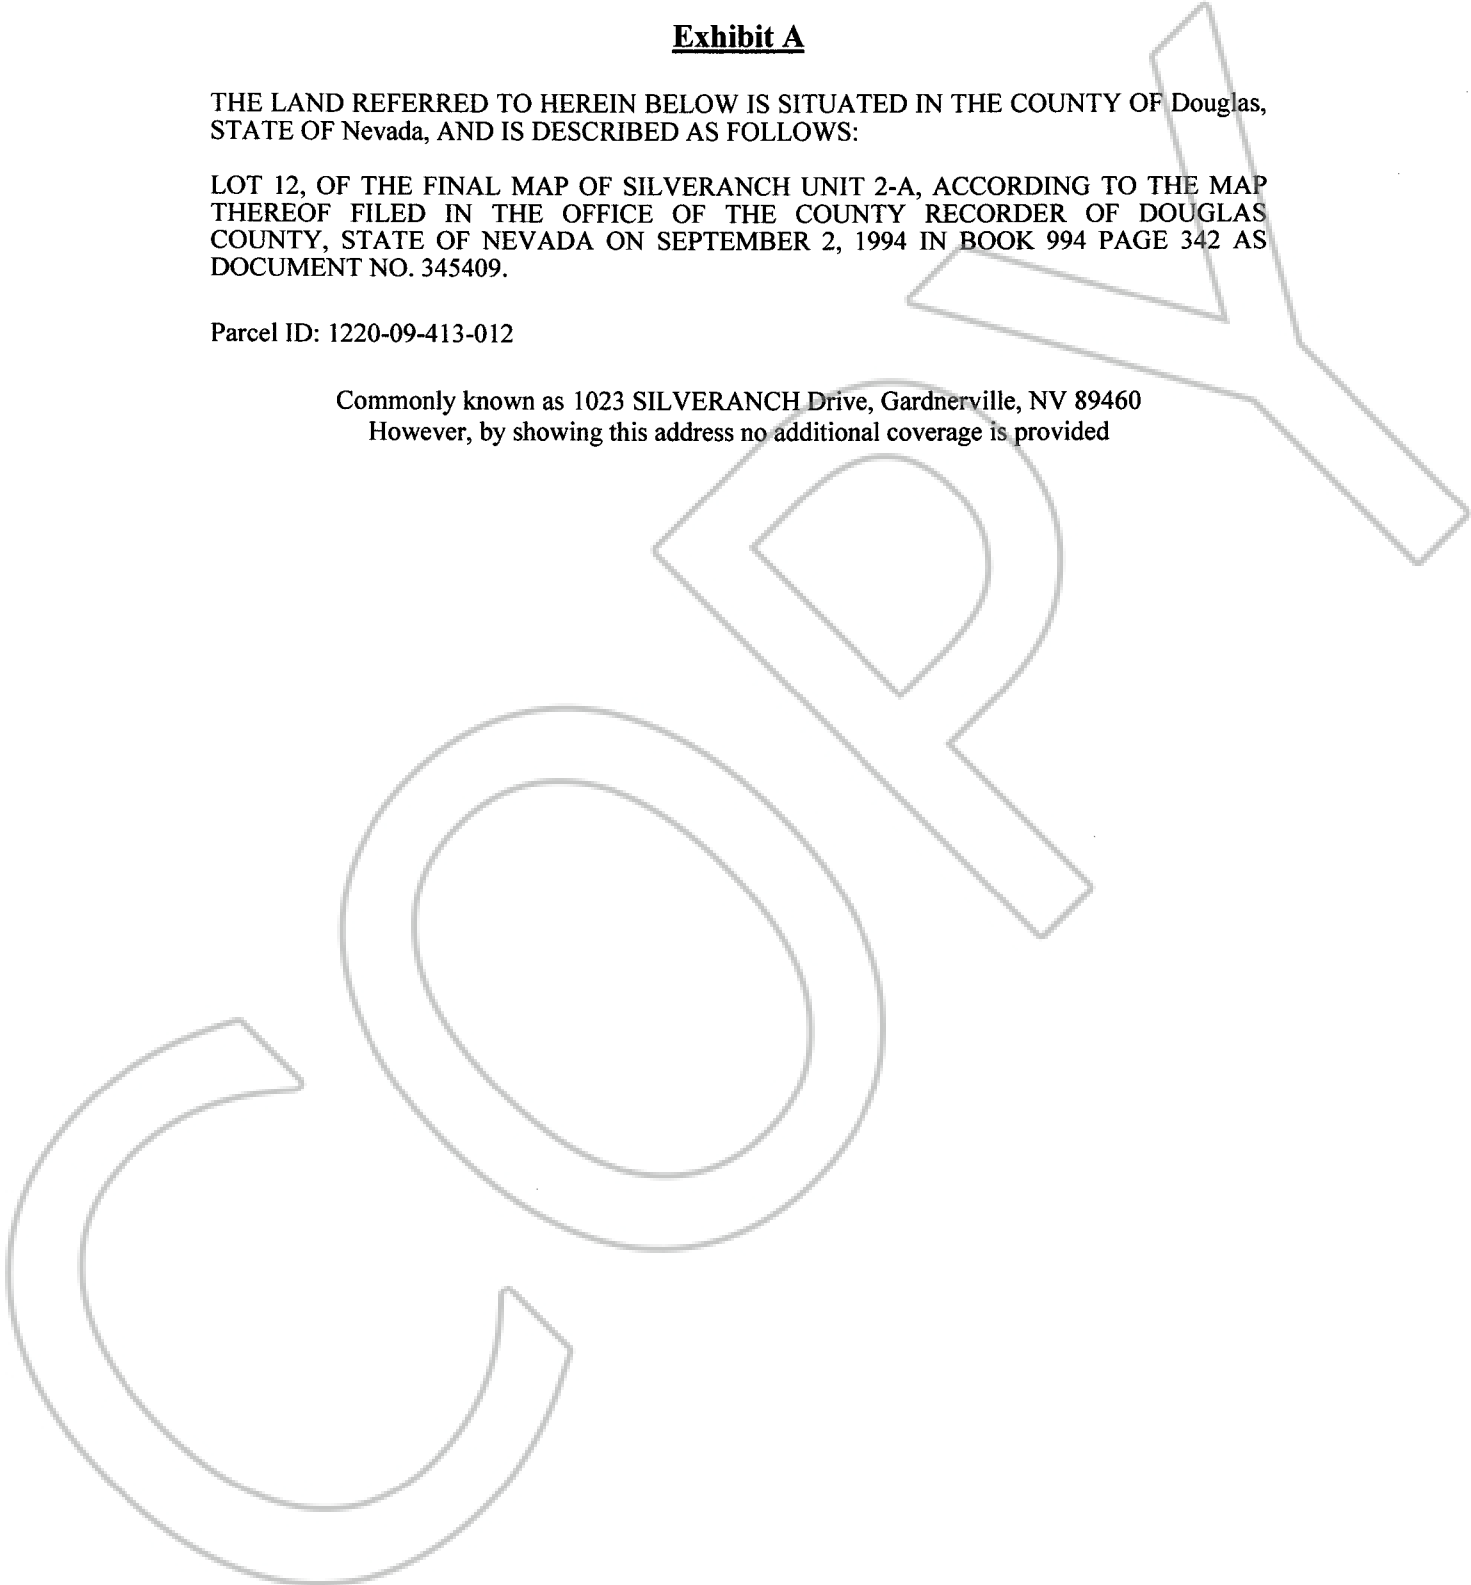 Exhibit A
THE LAND REFERRED TO HEREIN BELOW IS SITUATED IN THE COUNTY OF Douglas,
STATE OF Nevada, AND IS DESCRIBED AS FOLLOWS:
LOT 12, OF THE FINAL MAP OF SILVERANCH UNIT 2-A, ACCORDING TO THE MAP
THEREOF FILED IN THE OFFICE OF THE COUNTY RECORDER OF DOUGLAS
COUNTY, STATE OF NEVADA ON SEPTEMBER 2, 1994 IN BOOK 994 PAGE 342 AS
DOCUMENT NO. 345409.
Parcel ID: 1220-09-413-012
Commonly known as 1023 SILVERANCH Drive, Gardnerville, NV 89460
However, by showing this address no additional coverage is provided
COPY